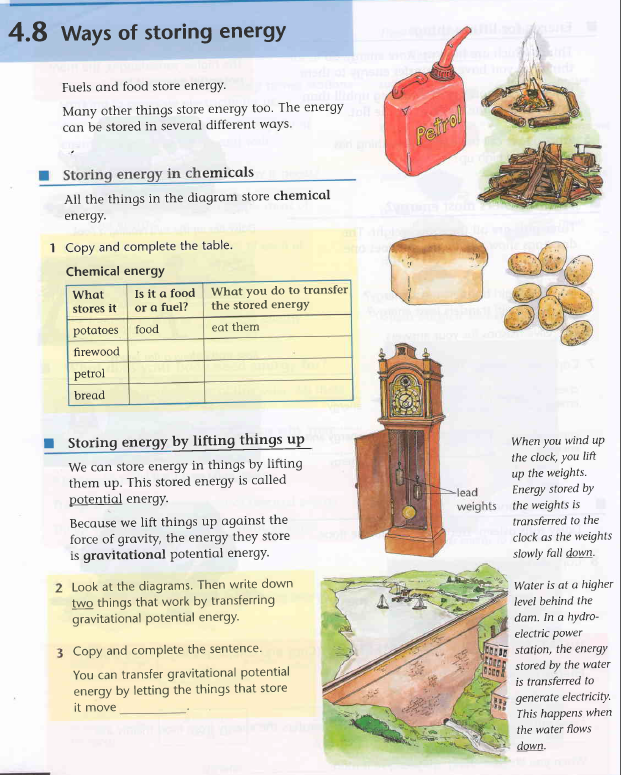 4.8 Ways of storing energy
Fuels and food store energy.
Many other things store energy too. The energy
can be stored in several different ways.
Storing energy in chemicals
All the things in the diagram store chemical
energy.
1 Copy and complete the table.
Chemical energy
What stores it | Is it a food or a fuel? | What you do to transfer the stored energy
potatoes | food | eat them
firewood
petrol
bread
Petrol
Storing energy by lifting things up
We can store energy in things by lifting
them up. This stored energy is called
potential energy.
Because we lift things up against the
force of gravity, the energy they store
is gravitational potential energy.
2 Look at the diagrams. Then write down
two things that work by transferring
gravitational potential energy.
3 Copy and complete the sentence.
You can transfer gravitational potential
energy by letting the things that store
it move ________.
lead
weights
When you wind up
the clock, you lift
up the weights.
Energy stored by
the weights is
transferred to the
clock as the weights
slowly fall down.
Water is at a higher
level behind the
dam. In a hydro-
electric power
station, the energy
stored by the water
is transferred to
generate electricity.
This happens when
the water flows
down.